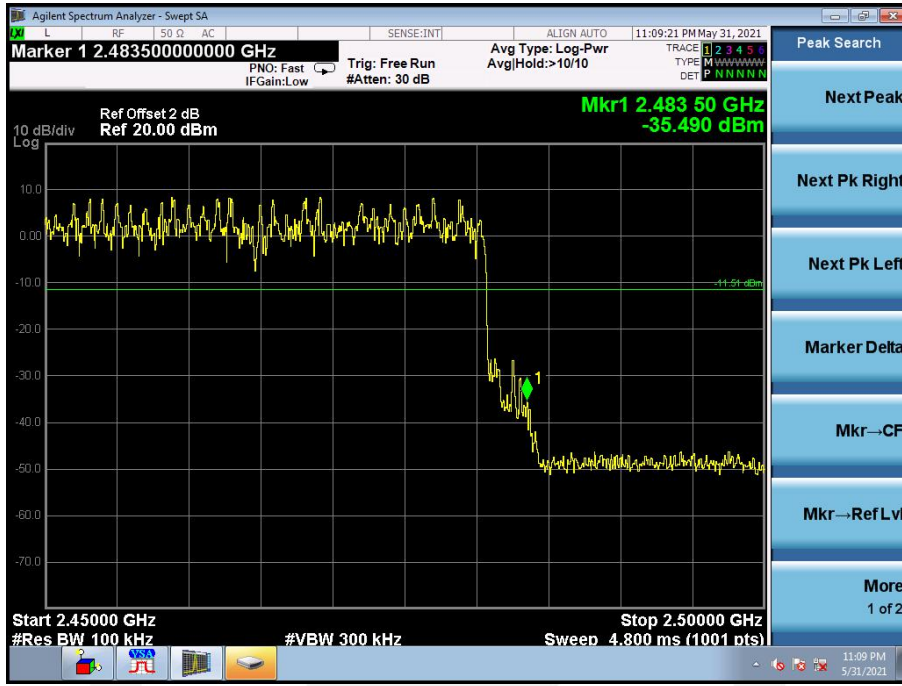 Agilent Spectrum Analyzer - Swept SA
LXI L RF 50 Ω AC SENSE:INT ALIGN AUTO 11:09:21 PM May 31, 2021
Marker 1 2.483500000000 GHz
PNO: Fast
IFGain:Low
Trig: Free Run
#Atten: 30 dB
Avg Type: Log-Pwr
Avg|Hold:>10/10
TRACE 1 2 3 4 5 6
TYPE M WWWWW
DET P N N N N N
Mkr1 2.483 50 GHz
-35.490 dBm
Ref Offset 2 dB
10 dB/div Ref 20.00 dBm
Log
10.0
0.00
-10.0
-11.51 dBm
-20.0
-30.0
1
-40.0
-50.0
-60.0
-70.0
Start 2.45000 GHz Stop 2.50000 GHz
#Res BW 100 kHz #VBW 300 kHz Sweep 4.800 ms (1001 pts)
Peak Search
Next Peak
Next Pk Right
Next Pk Left
Marker Delta
Mkr→CF
Mkr→Ref Lvl
More
1 of 2
VSA
11:09 PM
5/31/2021